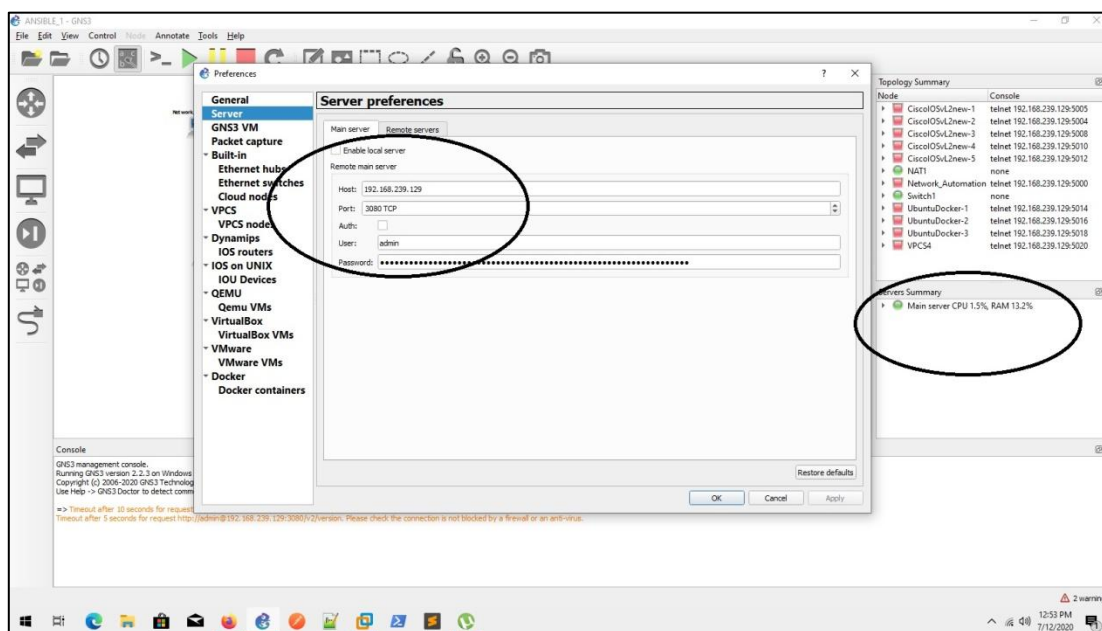 ANSIBLE_1 - GNS3
File Edit View Control Node Annotate Tools Help
Preferences
? X
General
Server
GNS3 VM
Packet capture
Built-in
Ethernet hubs
Ethernet switches
Cloud nodes
VPCS
VPCS nodes
Dynamips
IOS routers
IOS on UNIX
IOU Devices
QEMU
Qemu VMs
VirtualBox
VirtualBox VMs
VMware
VMware VMs
Docker
Docker containers
Server preferences
Main server Remote servers
Enable local server
Remote main server
Host: 192.168.239.129
Port: 3080 TCP
Auth:
User: admin
Password:
Restore defaults
OK Cancel Apply
Topology Summary
Node Console
CiscoIOSvL2new-1 telnet 192.168.239.129:5005
CiscoIOSvL2new-2 telnet 192.168.239.129:5004
CiscoIOSvL2new-3 telnet 192.168.239.129:5008
CiscoIOSvL2new-4 telnet 192.168.239.129:5010
CiscoIOSvL2new-5 telnet 192.168.239.129:5012
NAT1 none
Network_Automation telnet 192.168.239.129:5000
Switch1 none
UbuntuDocker-1 telnet 192.168.239.129:5014
UbuntuDocker-2 telnet 192.168.239.129:5016
UbuntuDocker-3 telnet 192.168.239.129:5018
VPCS4 telnet 192.168.239.129:5020
Servers Summary
Main server CPU 1.5%, RAM 13.2%
Console
GNS3 management console.
Running GNS3 version 2.2.3 on Windows
Copyright (c) 2006-2020 GNS3 Technolog
Use Help -> GNS3 Doctor to detect comm
=> Timeout after 10 seconds for request
Timeout after 5 seconds for request http://admin@192.168.239.129:3080/v2/version. Please check the connection is not blocked by a firewall or an anti-virus.
2 warnin
12:53 PM
7/12/2020